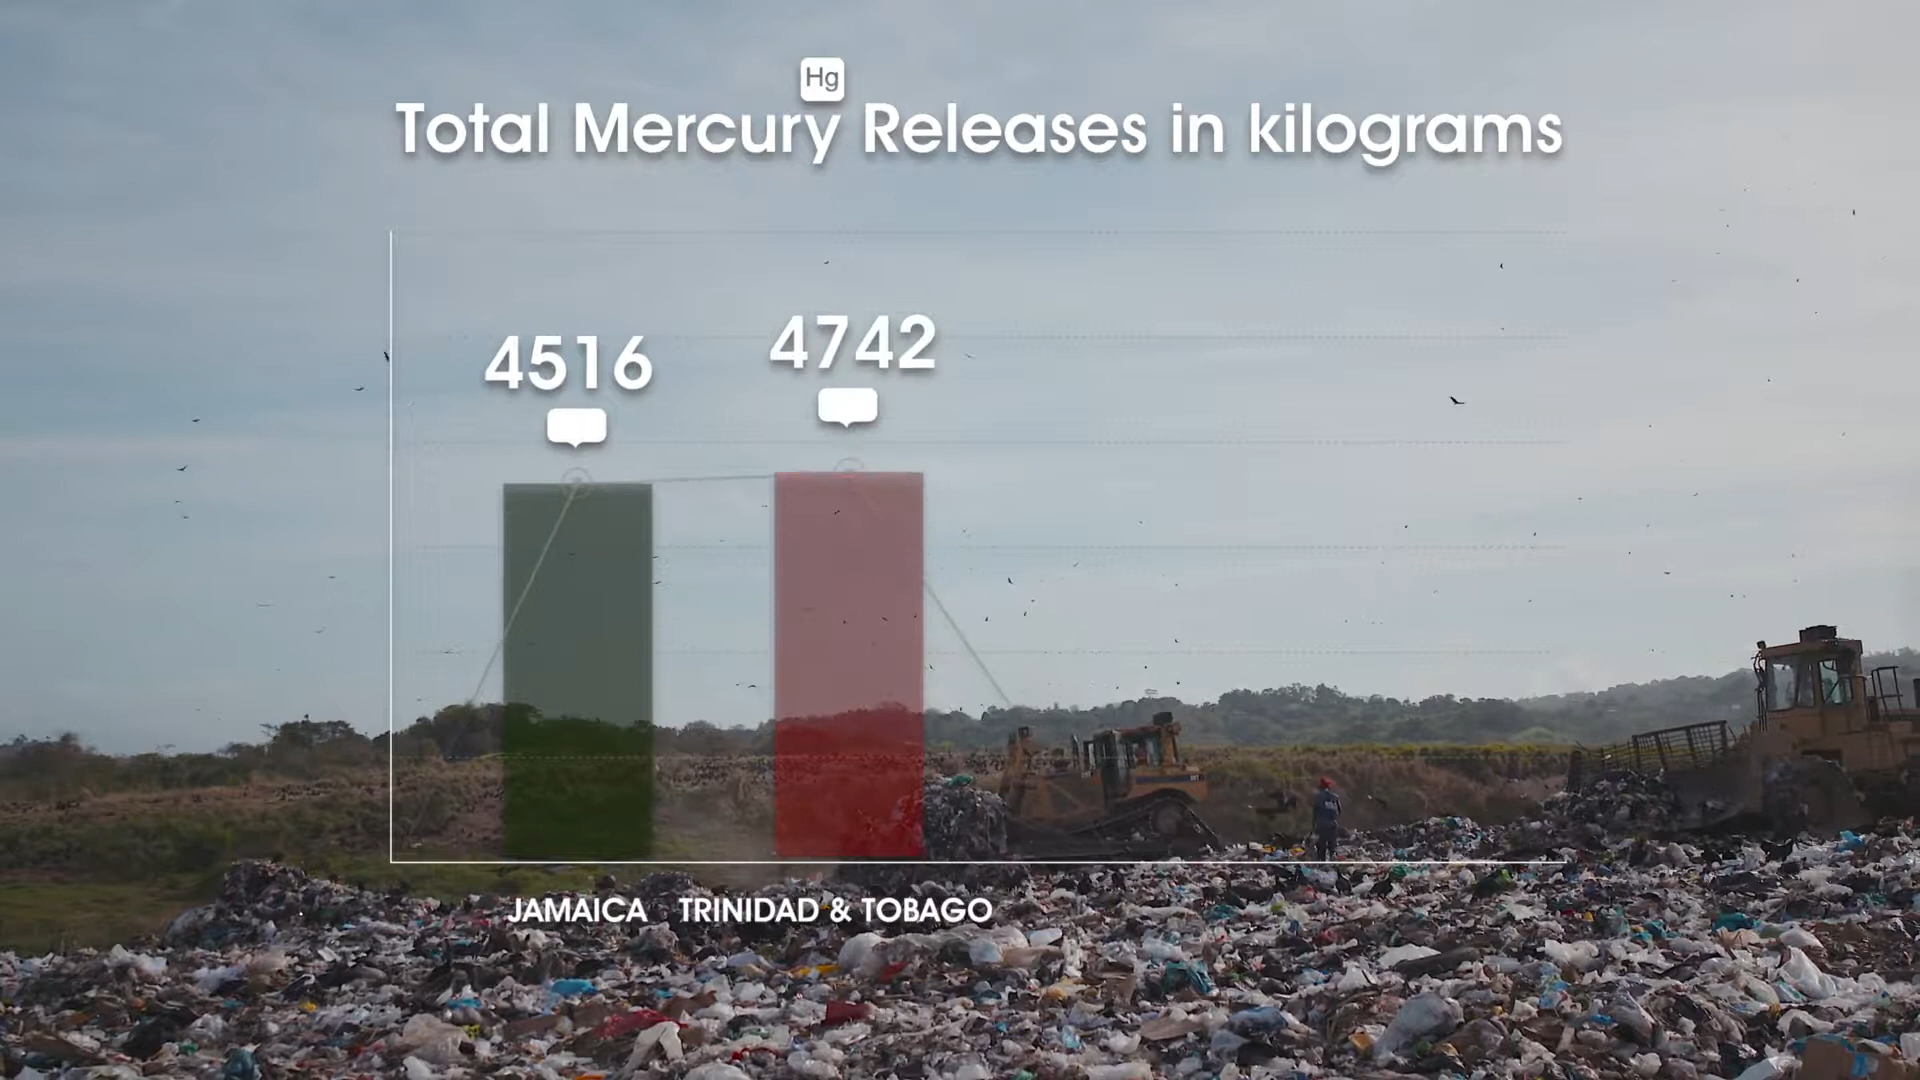 Hg
Total Mercury Releases in kilograms
4516
4742
JAMAICA
TRINIDAD & TOBAGO